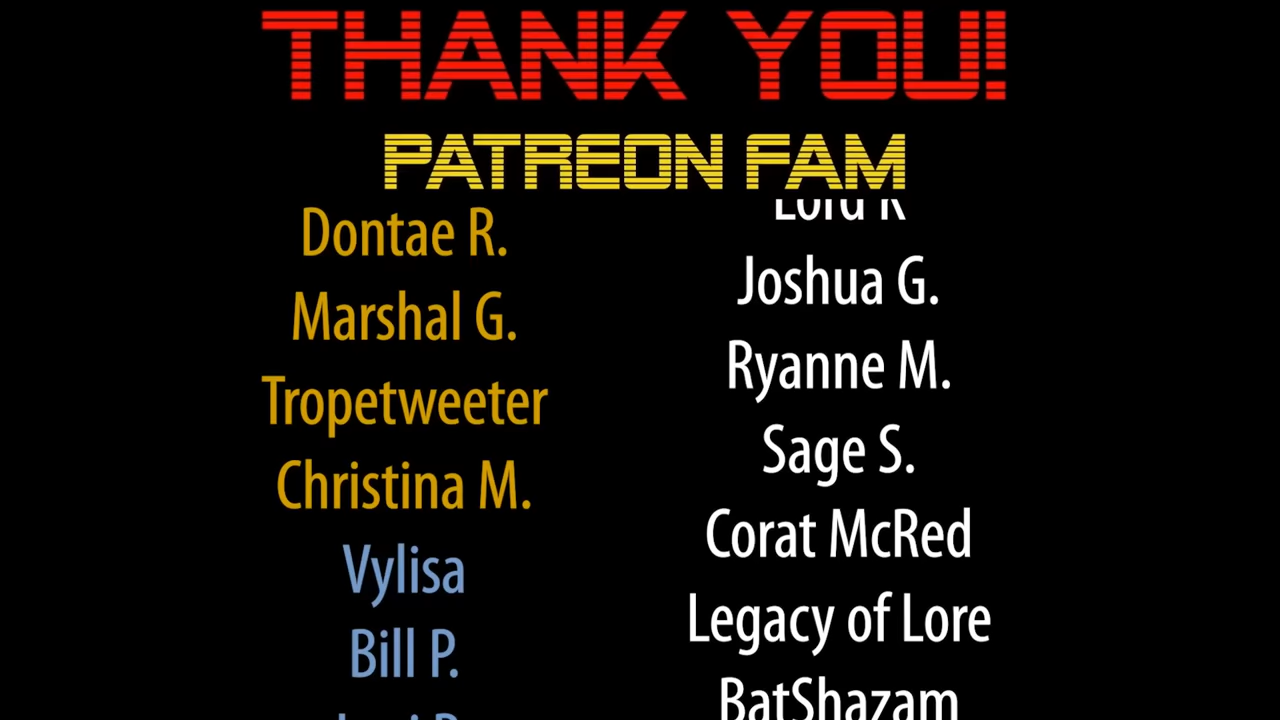 THANK YOU!
PATREON FAM
Dontae R.
Marshal G.
Tropetweeter
Christina M.
Vylisa
Bill P.
Joshua G.
Ryanne M.
Sage S.
Corat McRed
Legacy of Lore
BatShazam